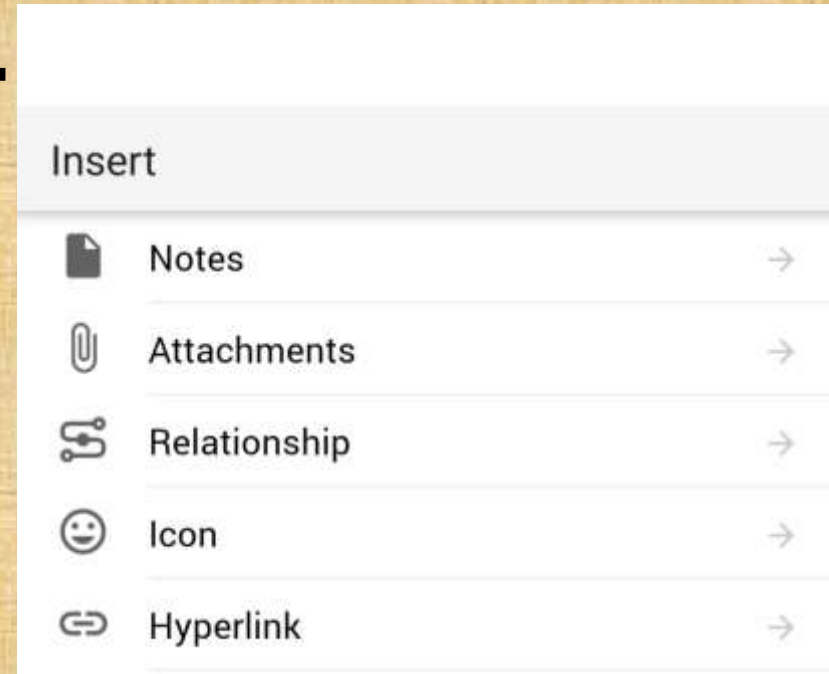 Insert
Notes
Attachments
Relationship
Icon
Hyperlink